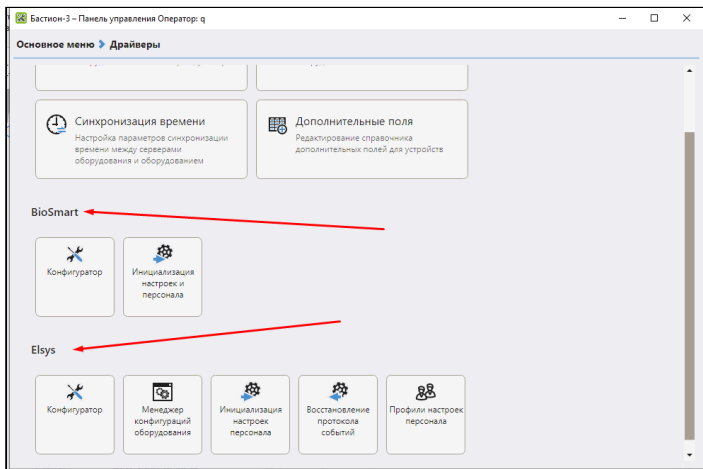 Бастион-3 – Панель управления Оператор: q
Основное меню Драйверы
Синхронизация времени
Настройка параметров синхронизации
времени между серверами
оборудования и оборудованием
Дополнительные поля
Редактирование справочника
дополнительных полей для устройств
BioSmart
Конфигуратор
Инициализация
настроек и
персонала
Elsys
Конфигуратор
Менеджер
конфигураций
оборудования
Инициализация
настроек
персонала
Восстановление
протокола
событий
Профили настроек
персонала